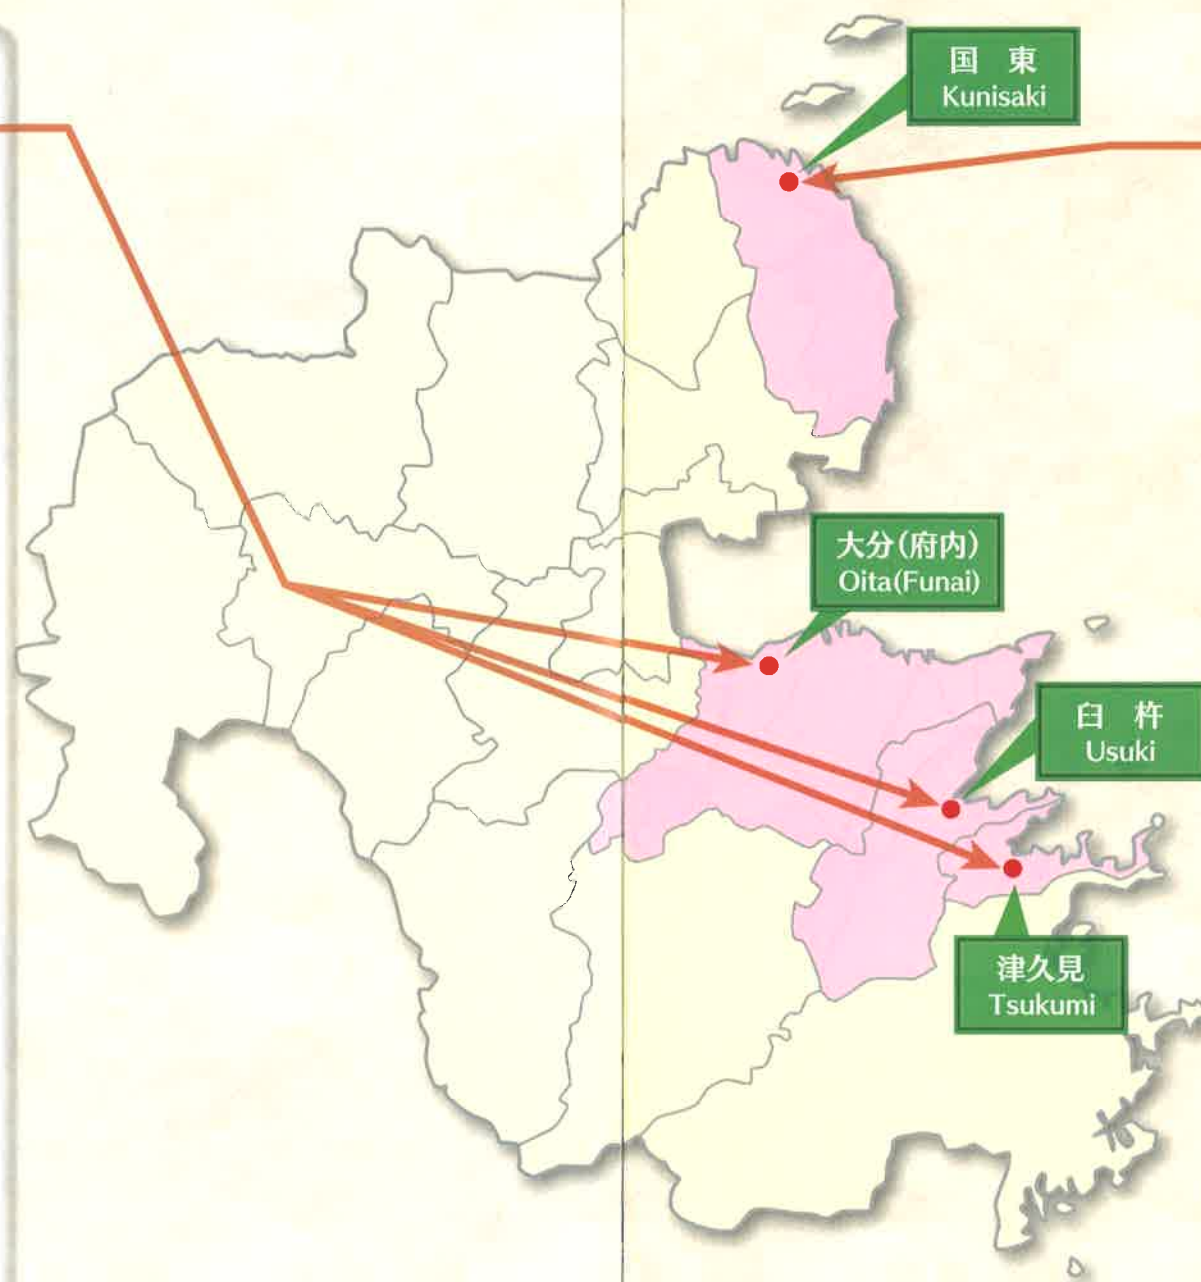 国 東
Kunisaki
大分(府内)
Oita(Funai)
臼 杵
Usuki
津久見
Tsukumi